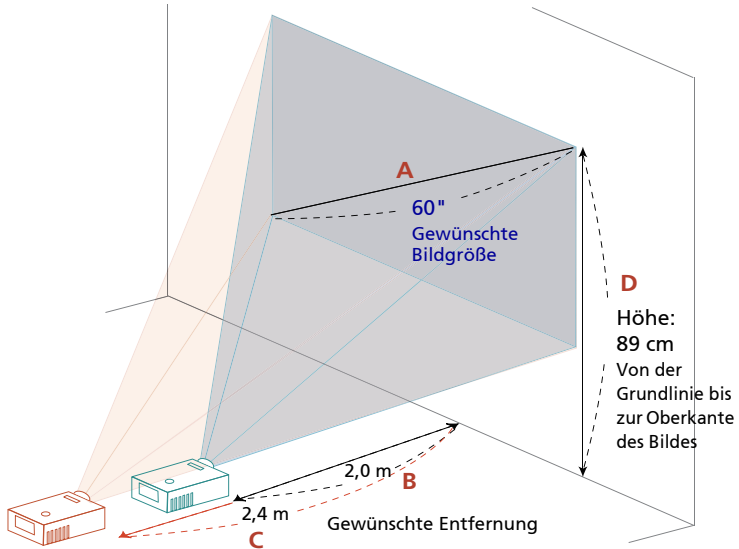 A
60"
Gewünschte
Bildgröße
D
Höhe:
89 cm
Von der
Grundlinie bis
zur Oberkante
des Bildes
2,0 m
B
2,4 m
C
Gewünschte Entfernung